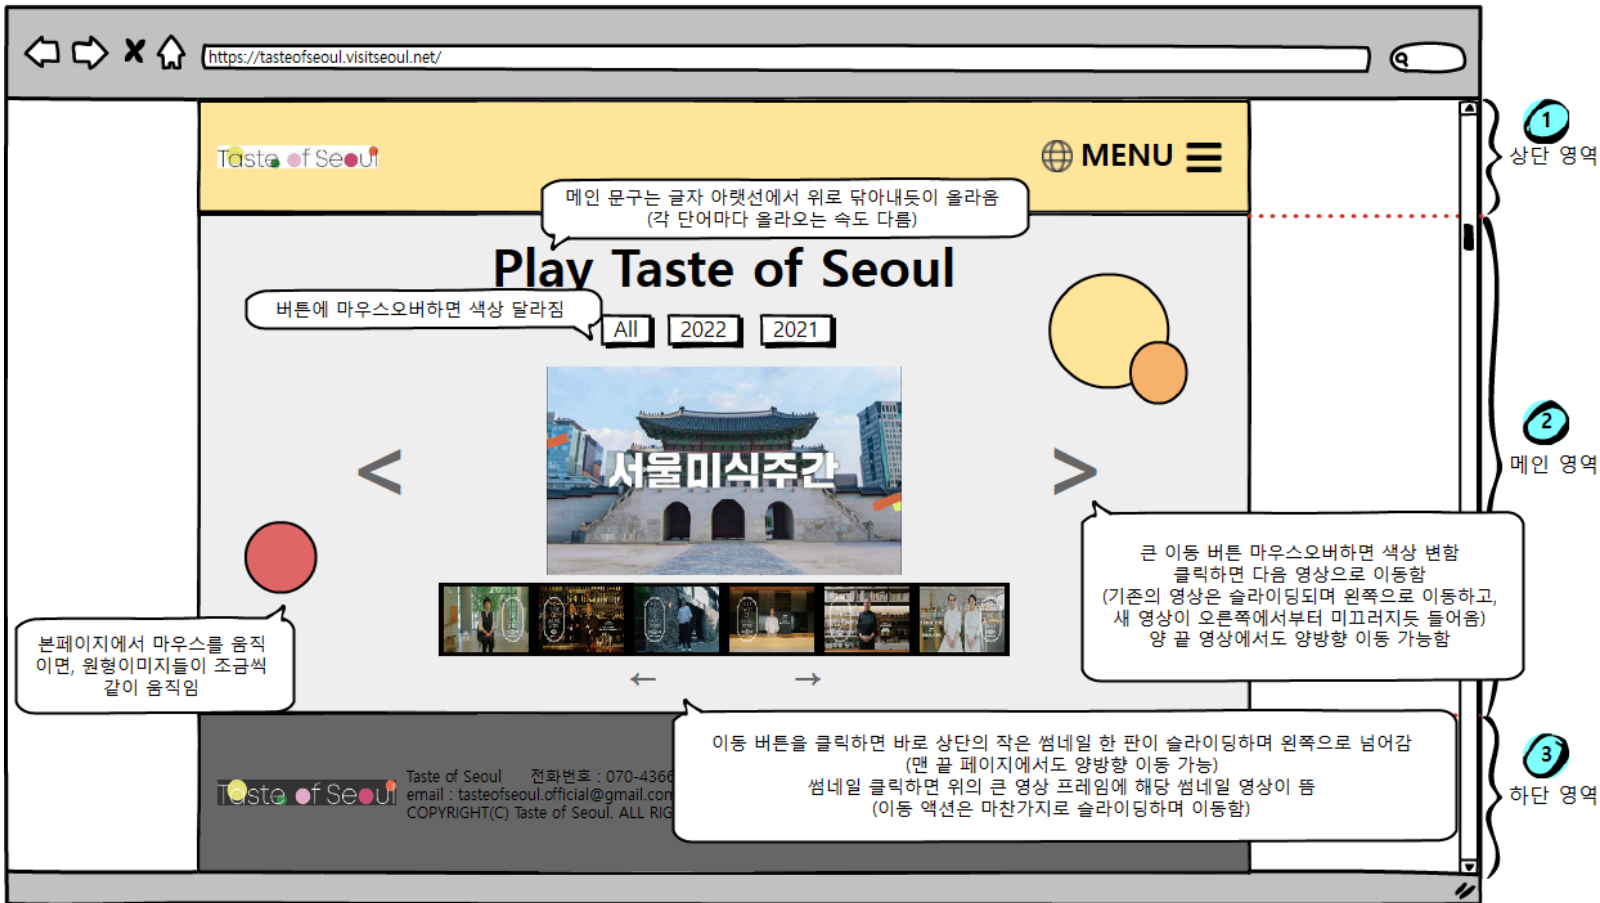 https://tasteofseoul.visitseoul.net/
Taste of Seoul
MENU
1
상단 영역
메인 문구는 글자 아랫선에서 위로 닦아내듯이 올라옴
(각 단어마다 올라오는 속도 다름)
Play Taste of Seoul
버튼에 마우스오버하면 색상 달라짐
All
2022
2021
서울미식주간
<
>
2
메인 영역
큰 이동 버튼 마우스오버하면 색상 변함
클릭하면 다음 영상으로 이동함
(기존의 영상은 슬라이딩되며 왼쪽으로 이동하고,
새 영상이 오른쪽에서부터 미끄러지듯 들어옴)
양 끝 영상에서도 양방향 이동 가능함
본페이지에서 마우스를 움직
이면, 원형이미지들이 조금씩
같이 움직임
← →
이동 버튼을 클릭하면 바로 상단의 작은 썸네일 한 판이 슬라이딩하며 왼쪽으로 넘어감
(맨 끝 페이지에서도 양방향 이동 가능)
썸네일 클릭하면 위의 큰 영상 프레임에 해당 썸네일 영상이 뜸
(이동 액션은 마찬가지로 슬라이딩하며 이동함)
3
하단 영역
Taste of Seoul
Taste of Seoul 전화번호 : 070-4366
email : tasteofseoul.official@gmail.com
COPYRIGHT(C) Taste of Seoul. ALL RIG